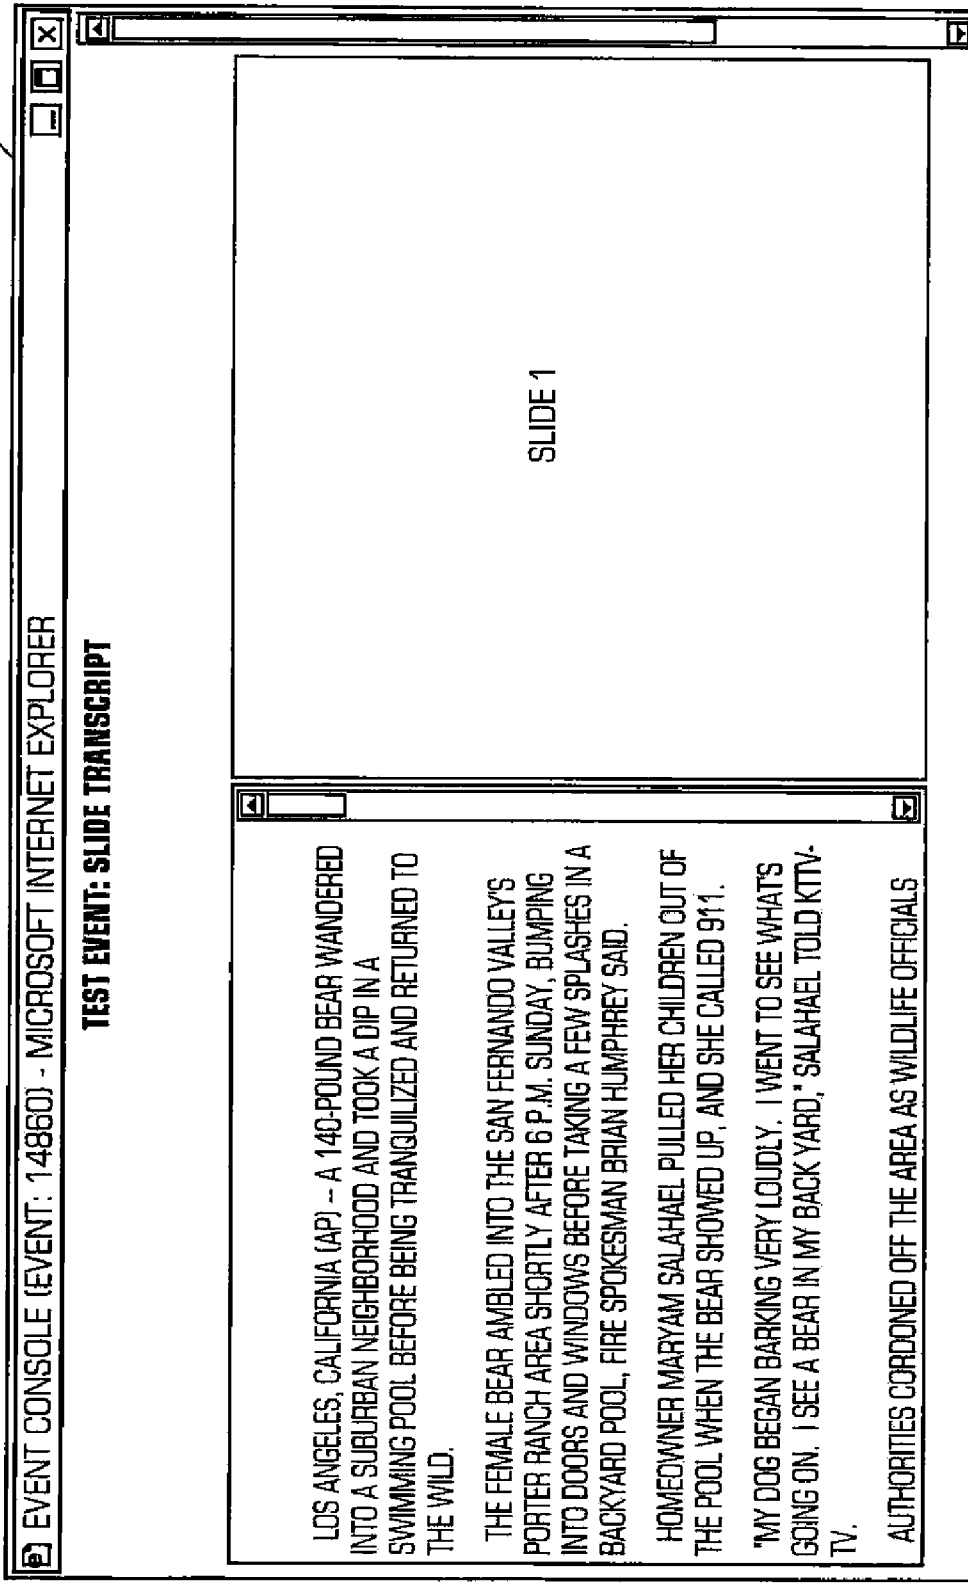 EVENT CONSOLE (EVENT: 14860) - MICROSOFT INTERNET EXPLORER
TEST EVENT: SLIDE TRANSCRIPT
LOS ANGELES, CALIFORNIA (AP) -- A 140-POUND BEAR WANDERED
INTO A SUBURBAN NEIGHBORHOOD AND TOOK A DIP IN A
SWIMMING POOL BEFORE BEING TRANQUILIZED AND RETURNED TO
THE WILD.
THE FEMALE BEAR AMBLED INTO THE SAN FERNANDO VALLEY'S
PORTER RANCH AREA SHORTLY AFTER 6 P.M. SUNDAY, BUMPING
INTO DOORS AND WINDOWS BEFORE TAKING A FEW SPLASHES IN A
BACKYARD POOL, FIRE SPOKESMAN BRIAN HUMPHREY SAID.
HOMEOWNER MARYAM SALAHAEL PULLED HER CHILDREN OUT OF
THE POOL WHEN THE BEAR SHOWED UP, AND SHE CALLED 911.
"MY DOG BEGAN BARKING VERY LOUDLY. I WENT TO SEE WHAT'S
GOING ON. I SEE A BEAR IN MY BACK YARD," SALAHAEL TOLD KTTV-
TV.
AUTHORITIES CORDONED OFF THE AREA AS WILDLIFE OFFICIALS
SLIDE 1